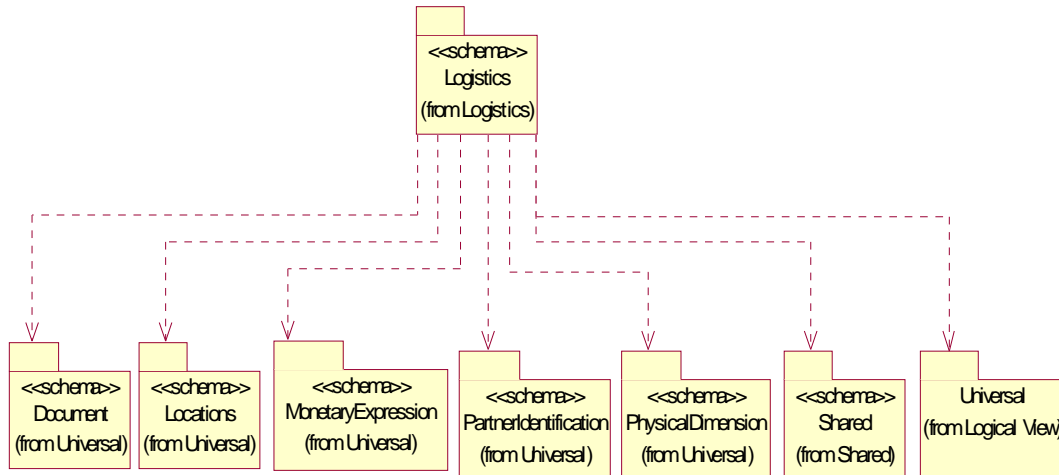 <<schema>>
Logistics
(from Logistics)
<<schema>>
Document
(from Universal)
<<schema>>
Locations
(from Universal)
<<schema>>
MonetaryExpression
(from Universal)
<<schema>>
PartnerIdentification
(from Universal)
<<schema>>
PhysicalDimension
(from Universal)
<<schema>>
Shared
(from Shared)
Universal
(from Logical View)